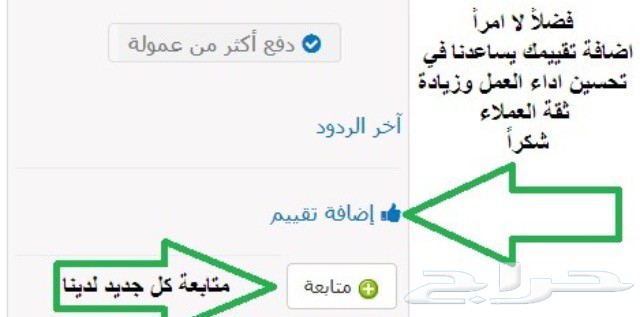 فضلاً لا امراً
اضافة تقييمك يساعدنا في
تحسين اداء العمل وزيادة
ثقة العملاء
شكراً
دفع أكثر من عمولة
آخر الردود
إضافة تقييم
متابعة
متابعة كل جديد لدينا
حراج